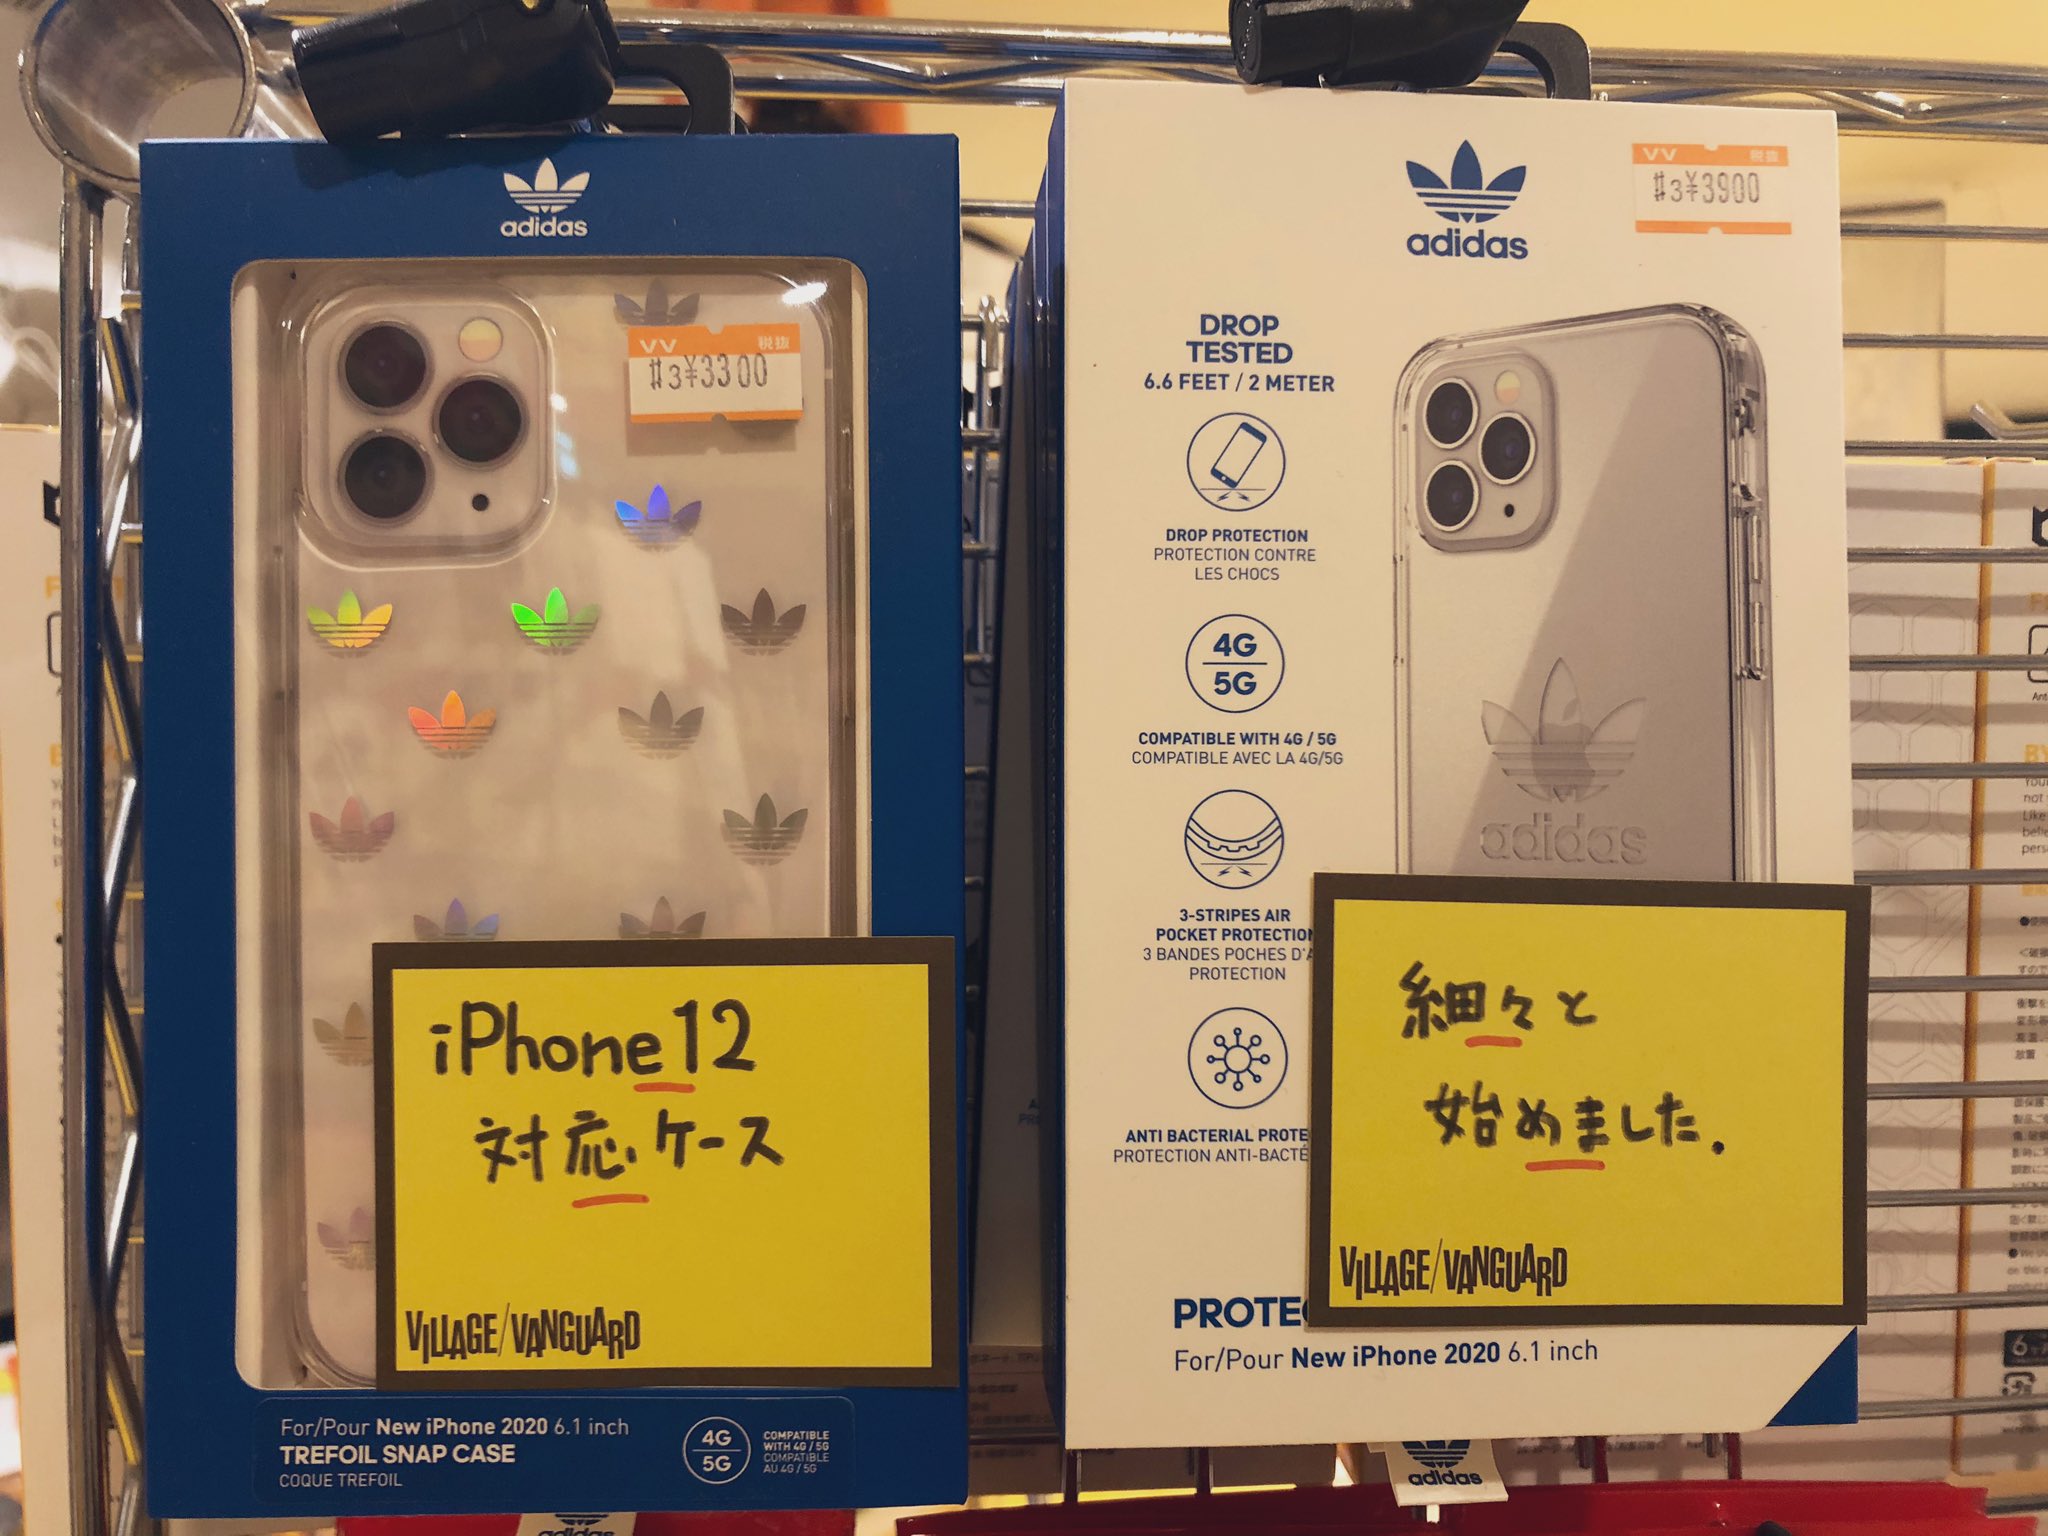 adidas
VV 税抜
#3¥3300
iPhone12
対応ケース
VILLAGE/VANGUARD
For/Pour New iPhone 2020 6.1 inch
TREFOIL SNAP CASE
COQUE TREFOIL
4G
5G
COMPATIBLE
WITH 4G / 5G
COMPATIBLE
AU 4G / 5G
adidas
adidas
VV 税抜
#3¥3900
DROP
TESTED
6.6 FEET / 2 METER
DROP PROTECTION
PROTECTION CONTRE
LES CHOCS
4G
5G
COMPATIBLE WITH 4G / 5G
COMPATIBLE AVEC LA 4G/5G
3-STRIPES AIR
POCKET PROTECTION
3 BANDES POCHES D'A
PROTECTION
ANTI BACTERIAL PROTE
PROTECTION ANTI-BACTÉ
adidas
細々と
始めました.
VILLAGE/VANGUARD
PROTEC
For/Pour New iPhone 2020 6.1 inch
adidas